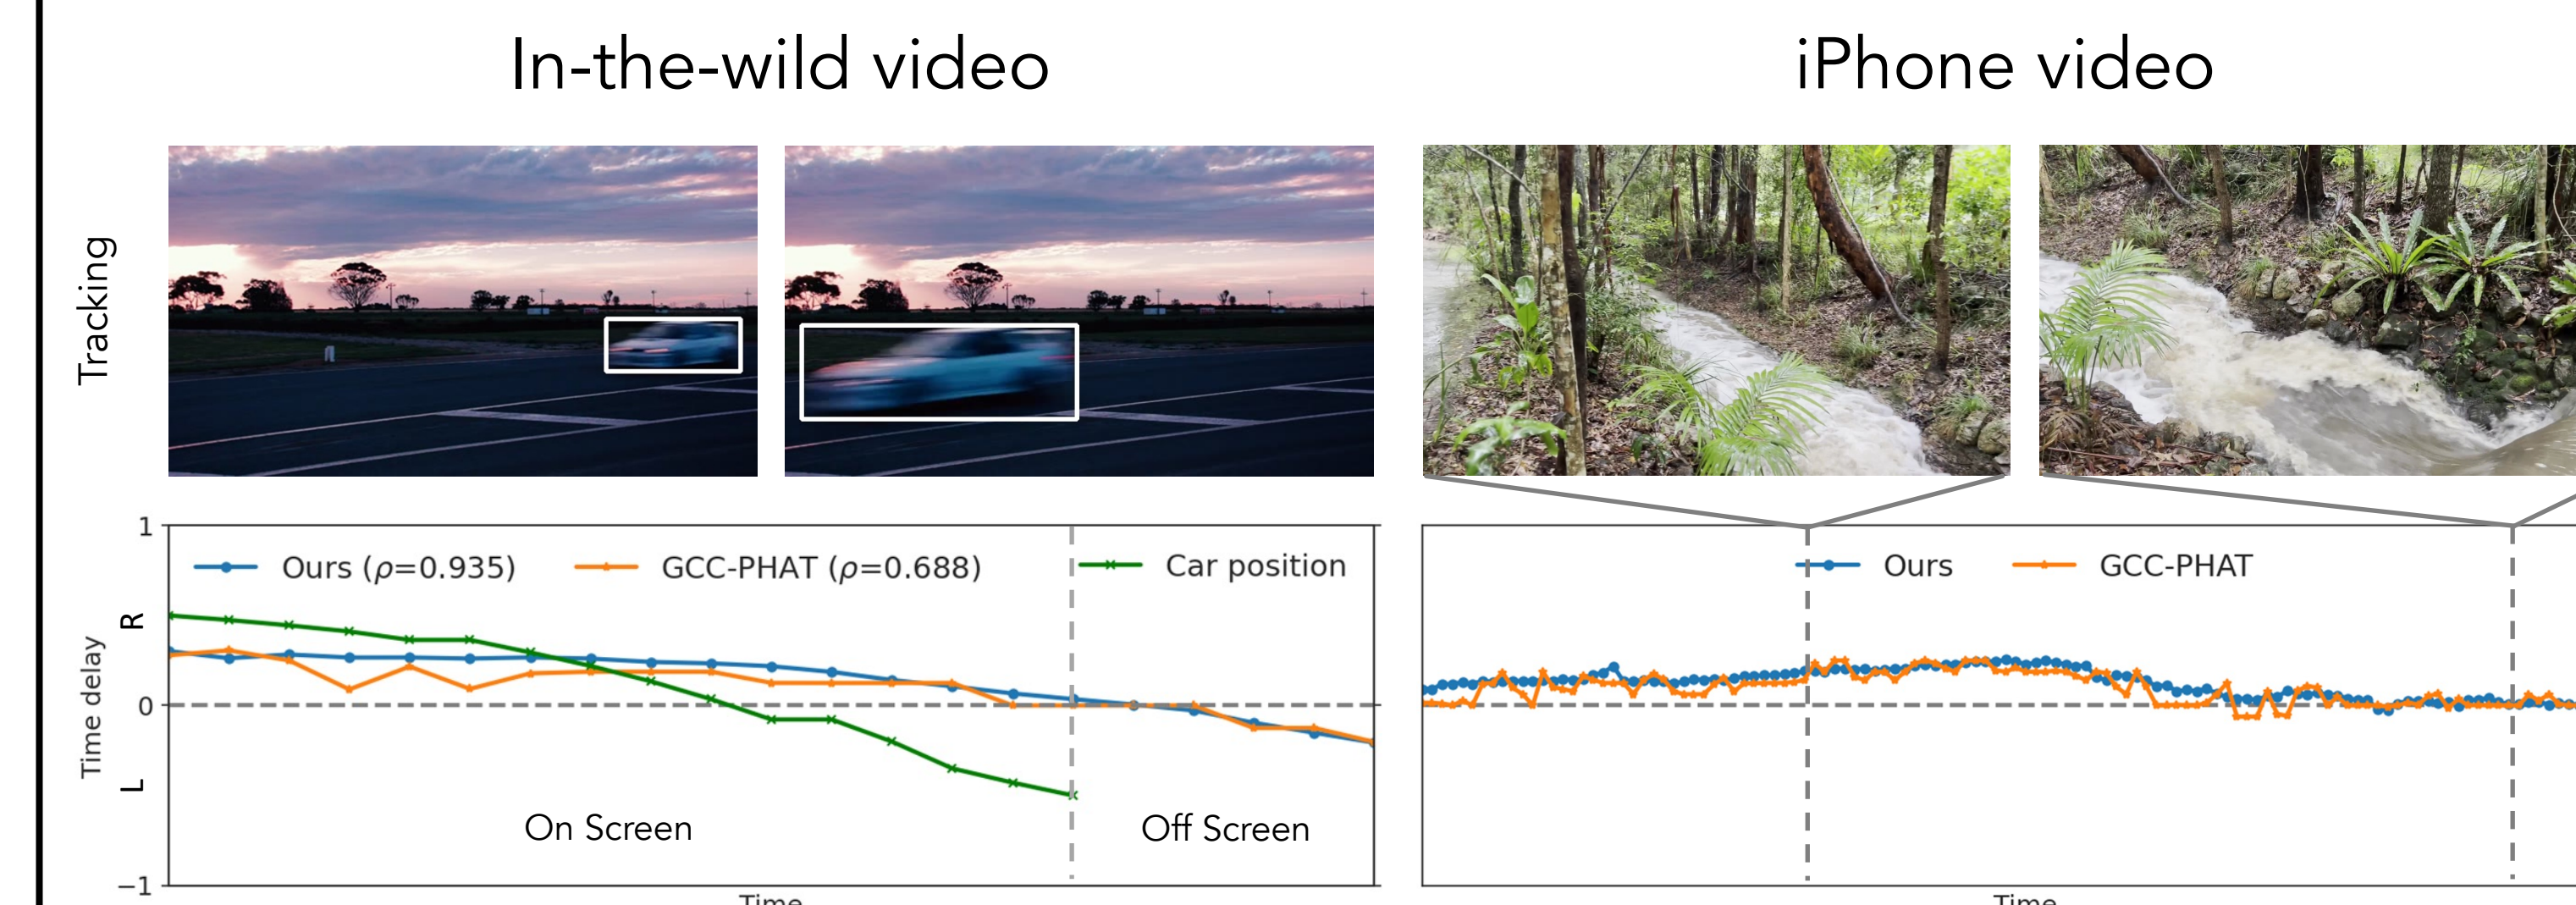 In-the-wild video
iPhone video
Tracking
1
0
−1
Time delay
R
L
Ours (ρ=0.935)
GCC-PHAT (ρ=0.688)
Car position
On Screen
Off Screen
Time
Ours
GCC-PHAT
Time